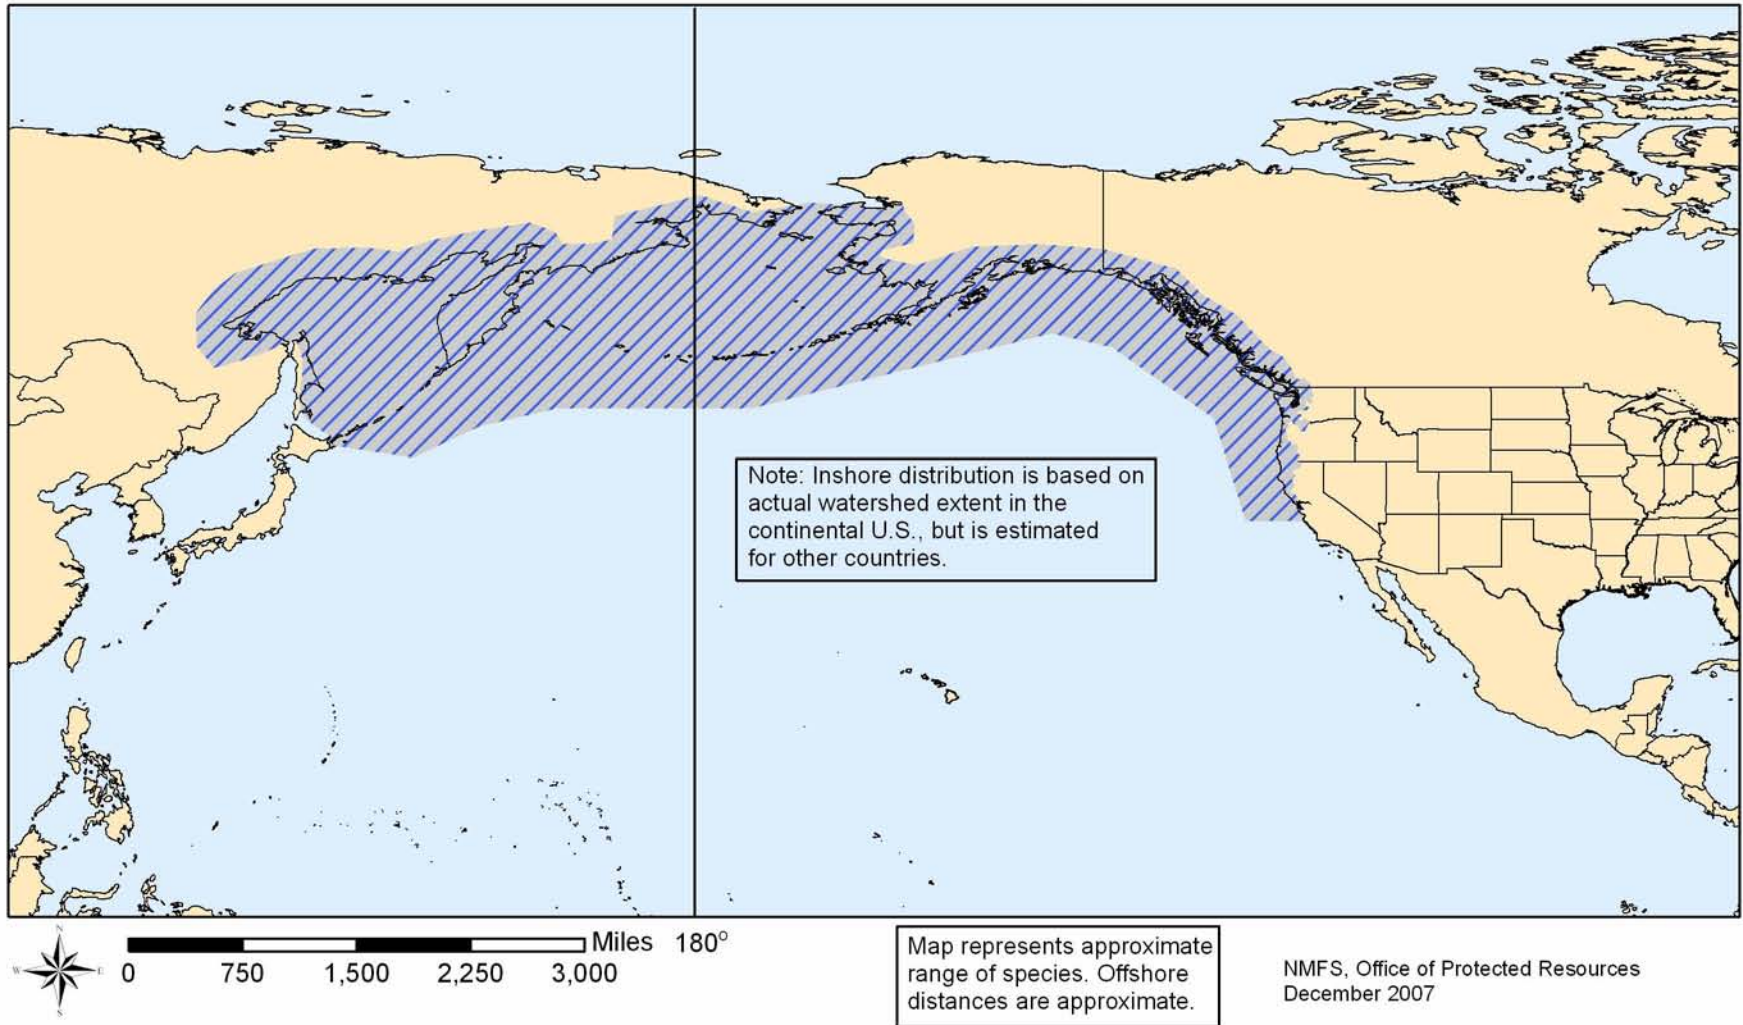 Note: Inshore distribution is based on
actual watershed extent in the
continental U.S., but is estimated
for other countries.
N
W E
S
Miles 180°
0 750 1,500 2,250 3,000
Map represents approximate
range of species. Offshore
distances are approximate.
NMFS, Office of Protected Resources
December 2007